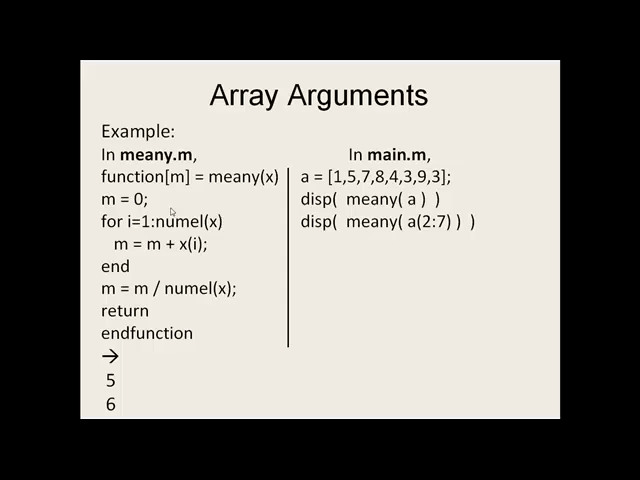 Array Arguments
Example:
In meany.m,
function[m] = meany(x)
m = 0;
for i=1:numel(x)
m = m + x(i);
end
m = m / numel(x);
return
endfunction
→
5
6
In main.m,
a = [1,5,7,8,4,3,9,3];
disp( meany( a ) )
disp( meany( a(2:7) ) )